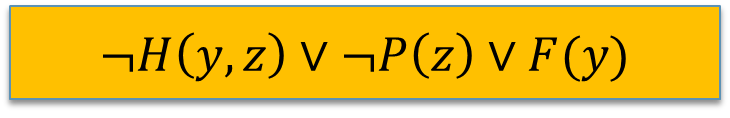 ¬H(y, z) ∨ ¬P(z) ∨ F(y)